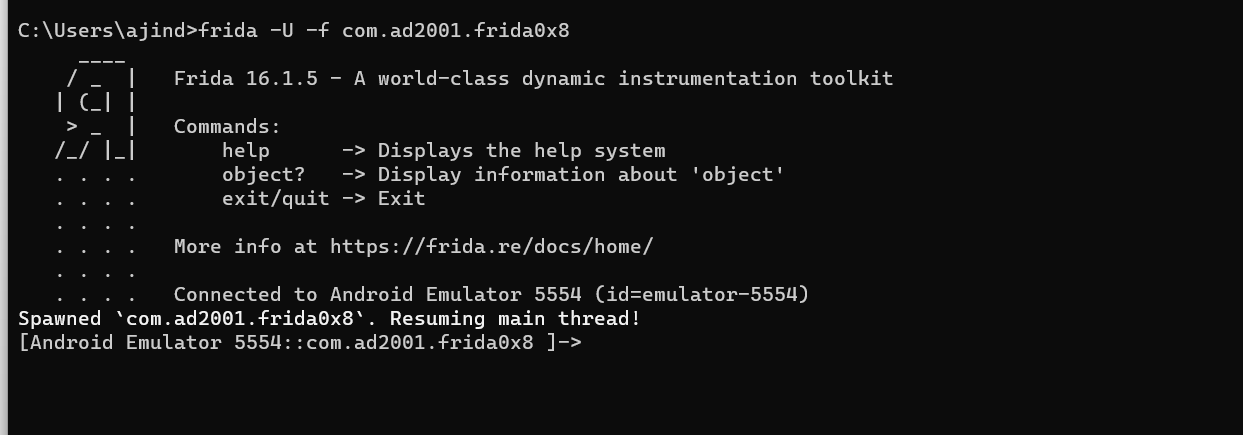 C:\Users\ajind>frida -U -f com.ad2001.frida0x8
     ____
    / _  |   Frida 16.1.5 - A world-class dynamic instrumentation toolkit
   | (_| |
    > _  |   Commands:
   /_/ |_|       help      -> Displays the help system
   . . . .       object?   -> Display information about 'object'
   . . . .       exit/quit -> Exit
   . . . .
   . . . .   More info at https://frida.re/docs/home/
   . . . .
   . . . .   Connected to Android Emulator 5554 (id=emulator-5554)
Spawned `com.ad2001.frida0x8`. Resuming main thread!
[Android Emulator 5554::com.ad2001.frida0x8 ]->